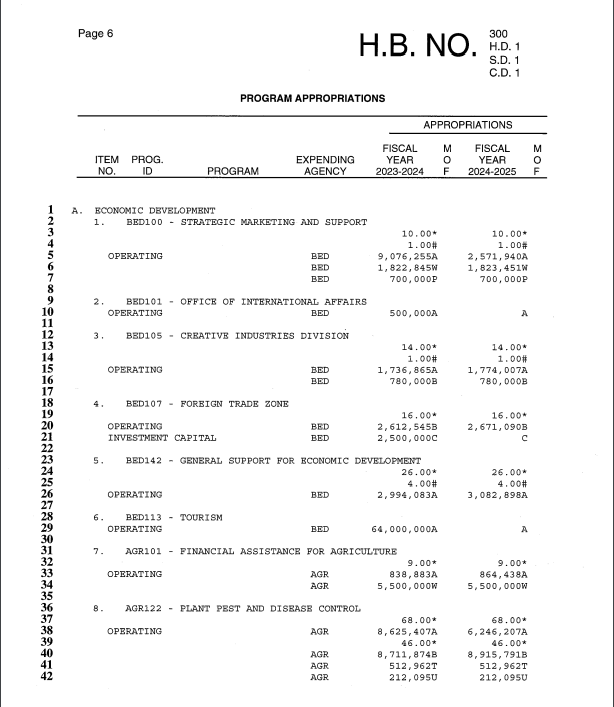 Page 6
H.B. NO. 300
H.D. 1
S.D. 1
C.D. 1
PROGRAM APPROPRIATIONS
APPROPRIATIONS
FISCAL M FISCAL M
ITEM PROG. EXPENDING YEAR O YEAR O
NO. ID PROGRAM AGENCY 2023-2024 F 2024-2025 F
1 A. ECONOMIC DEVELOPMENT
2 1. BED100 - STRATEGIC MARKETING AND SUPPORT
3 10.00* 10.00*
4 1.00# 1.00#
5 OPERATING BED 9,076,255A 2,571,940A
6 BED 1,822,845W 1,823,451W
7 BED 700,000P 700,000P
8
9 2. BED101 - OFFICE OF INTERNATIONAL AFFAIRS
10 OPERATING BED 500,000A A
11
12 3. BED105 - CREATIVE INDUSTRIES DIVISION
13 14.00* 14.00*
14 1.00# 1.00#
15 OPERATING BED 1,736,865A 1,774,007A
16 BED 780,000B 780,000B
17
18 4. BED107 - FOREIGN TRADE ZONE
19 16.00* 16.00*
20 OPERATING BED 2,612,545B 2,671,090B
21 INVESTMENT CAPITAL BED 2,500,000C C
22
23 5. BED142 - GENERAL SUPPORT FOR ECONOMIC DEVELOPMENT
24 26.00* 26.00*
25 4.00# 4.00#
26 OPERATING BED 2,994,083A 3,082,898A
27
28 6. BED113 - TOURISM
29 OPERATING BED 64,000,000A A
30
31 7. AGR101 - FINANCIAL ASSISTANCE FOR AGRICULTURE
32 9.00* 9.00*
33 OPERATING AGR 838,883A 864,438A
34 AGR 5,500,000W 5,500,000W
35
36 8. AGR122 - PLANT PEST AND DISEASE CONTROL
37 68.00* 68.00*
38 OPERATING AGR 8,625,407A 6,246,207A
39 46.00* 46.00*
40 AGR 8,711,874B 8,915,791B
41 AGR 512,962T 512,962T
42 AGR 212,095U 212,095U